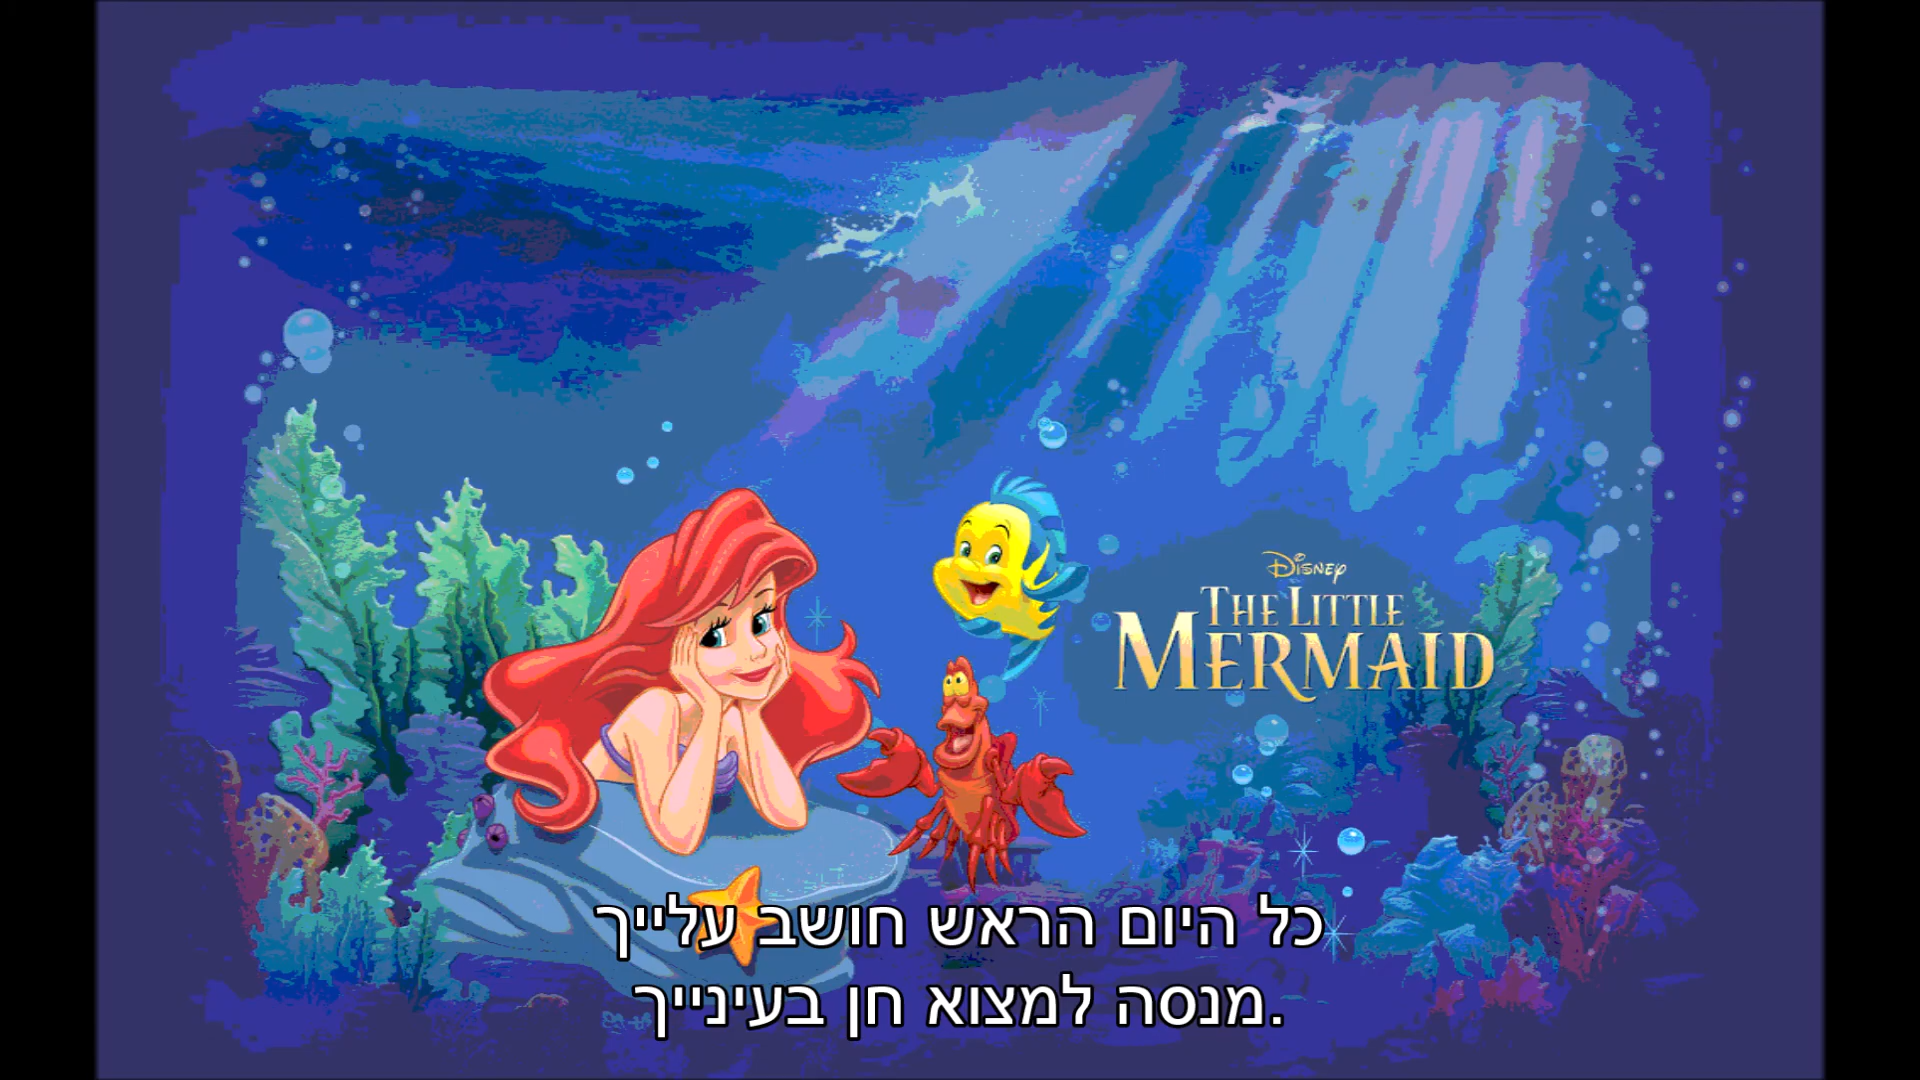 DISNEY
THE LITTLE
MERMAID
כל היום הראש חושב עלייך
.מנסה למצוא חן בעינייך